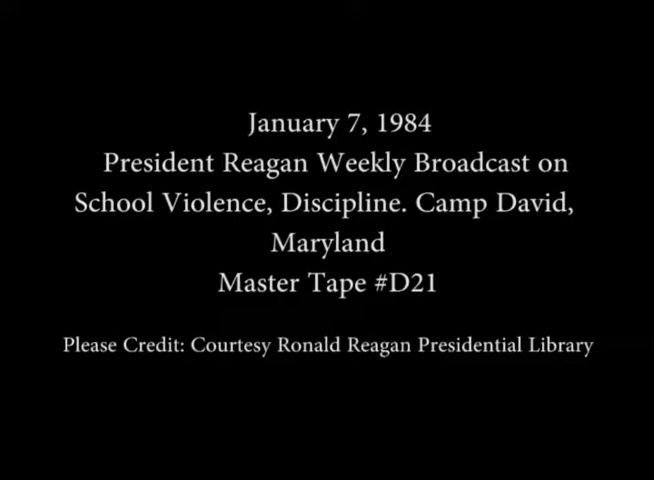 January 7, 1984
President Reagan Weekly Broadcast on
School Violence, Discipline. Camp David,
Maryland
Master Tape #D21
Please Credit: Courtesy Ronald Reagan Presidential Library